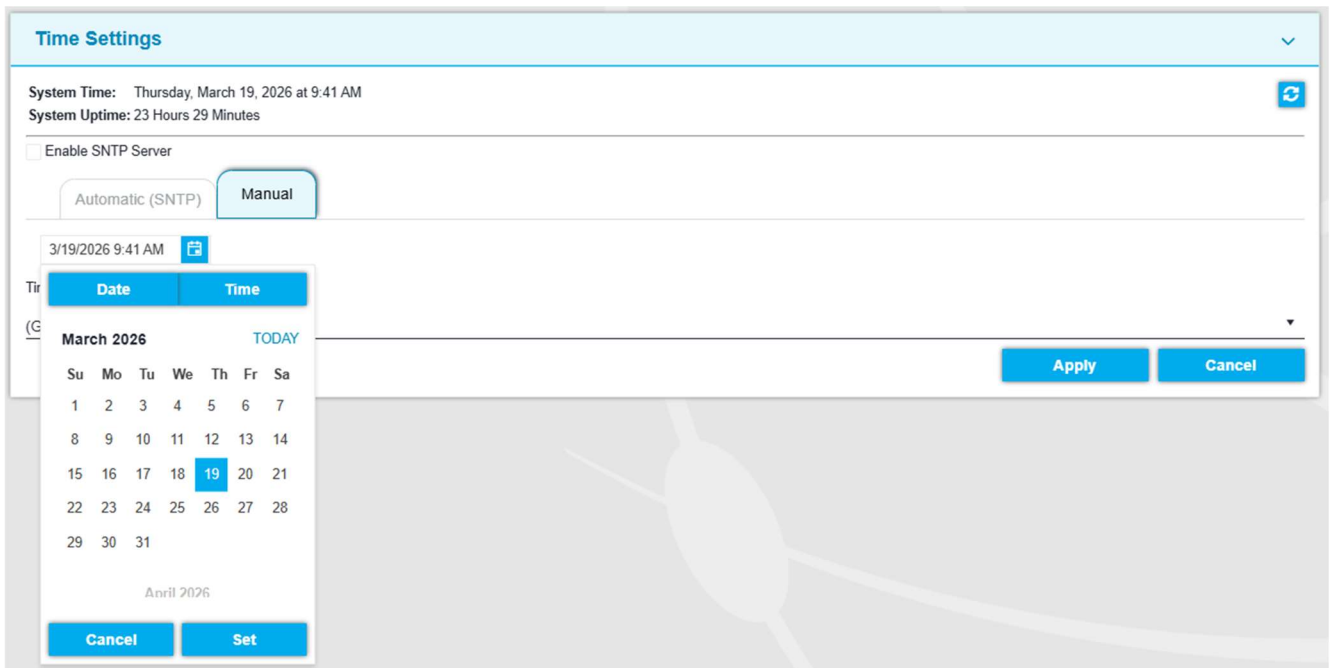 Time Settings
System Time: Thursday, March 19, 2026 at 9:41 AM
System Uptime: 23 Hours 29 Minutes
Enable SNTP Server
Automatic (SNTP) Manual
3/19/2026 9:41 AM
Date Time
(G
March 2026 TODAY
Su Mo Tu We Th Fr Sa
1 2 3 4 5 6 7
8 9 10 11 12 13 14
15 16 17 18 19 20 21
22 23 24 25 26 27 28
29 30 31
April 2026
Cancel Set
Apply Cancel